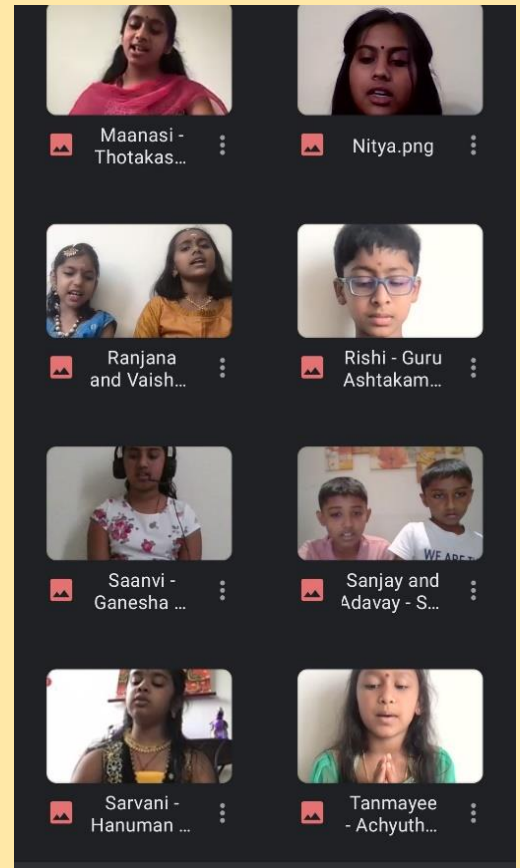 Maanasi -
Thotakas...
Nitya.png
Ranjana
and Vaish...
Rishi - Guru
Ashtakam...
Saanvi -
Ganesha ...
Sanjay and
Adavay - S...
WE ARE
Sarvani -
Hanuman ...
Tanmayee
- Achyuth...